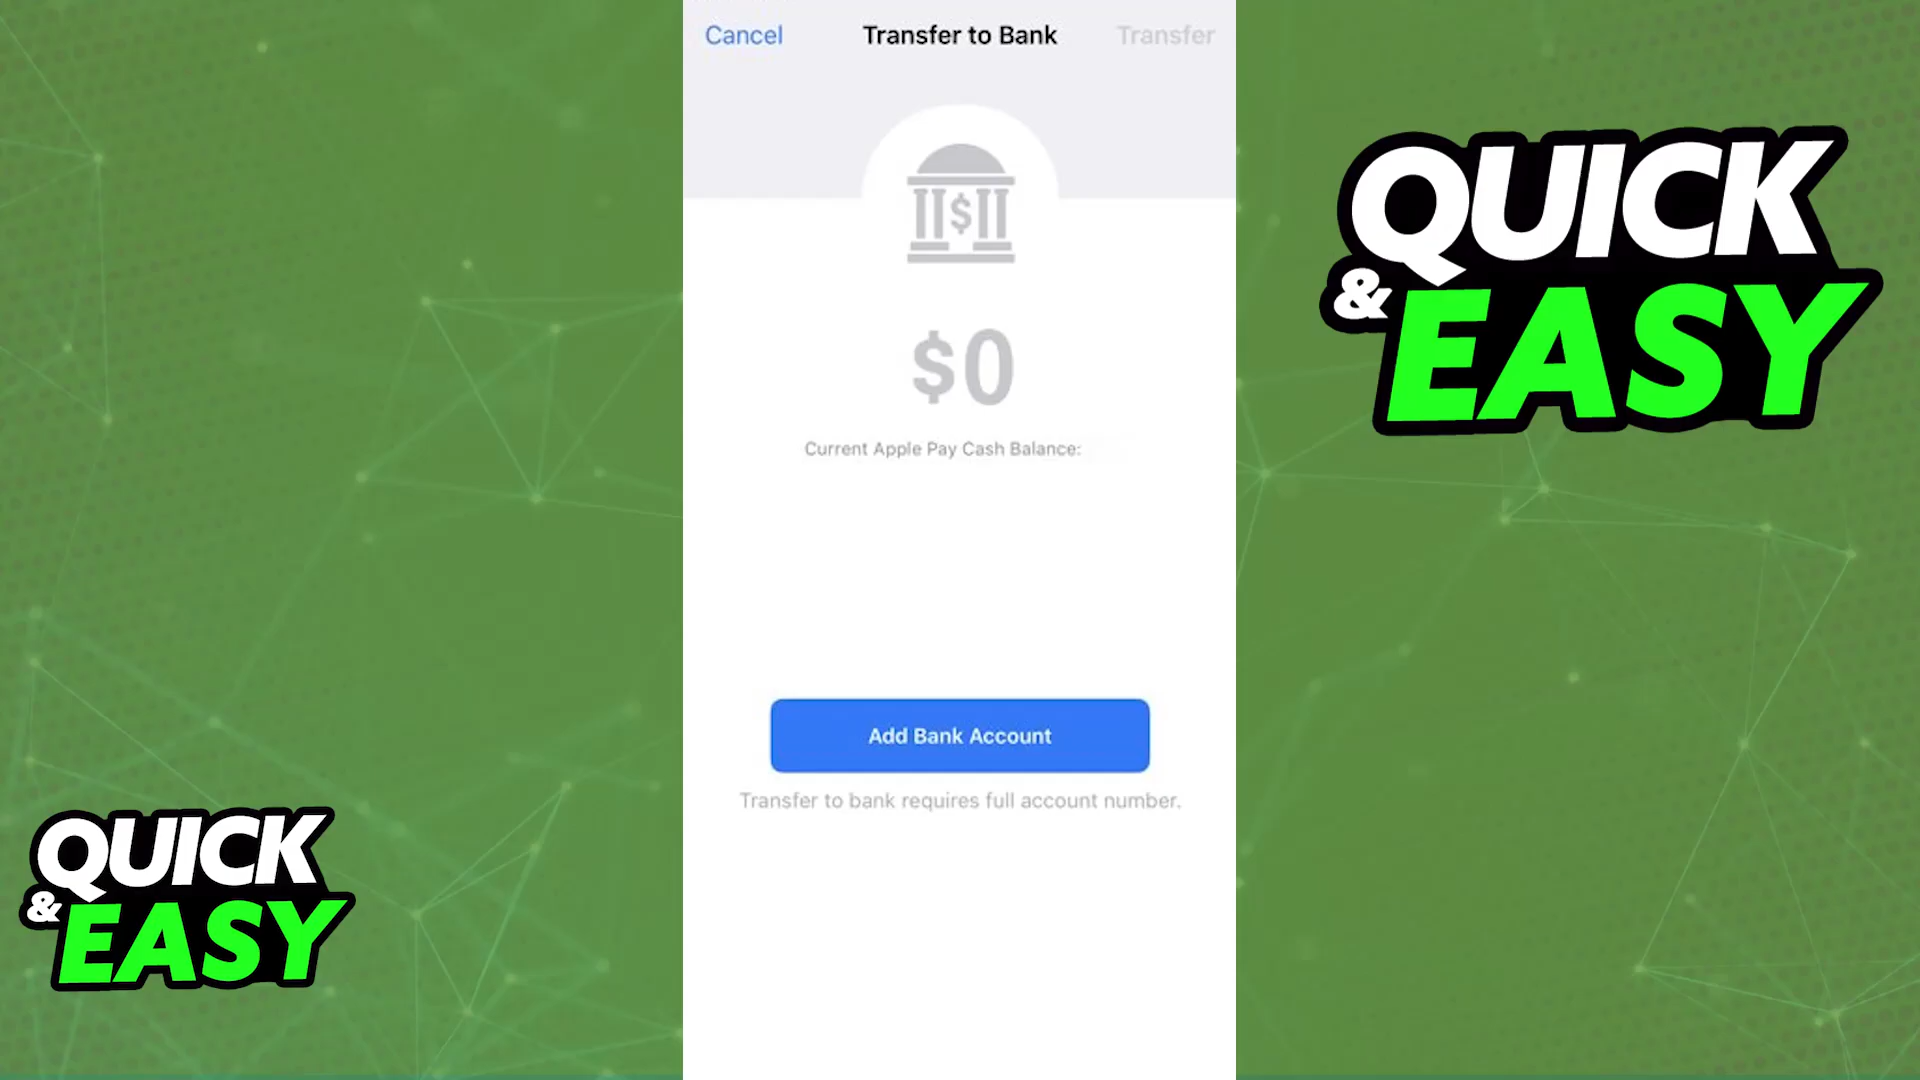 Cancel Transfer to Bank Transfer
$
$0
Current Apple Pay Cash Balance:
Add Bank Account
Transfer to bank requires full account number.
QUICK
& EASY
QUICK
& EASY